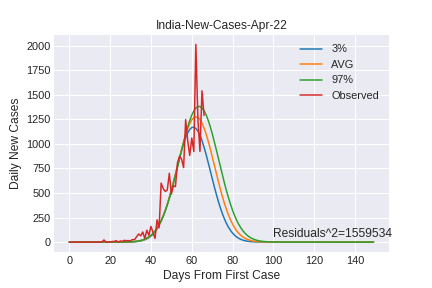 India-New-Cases-Apr-22
2000
1750
1500
1250
1000
750
500
250
0
Daily New Cases
3%
AVG
97%
Observed
Residuals^2=1559534
0 20 40 60 80 100 120 140
Days From First Case